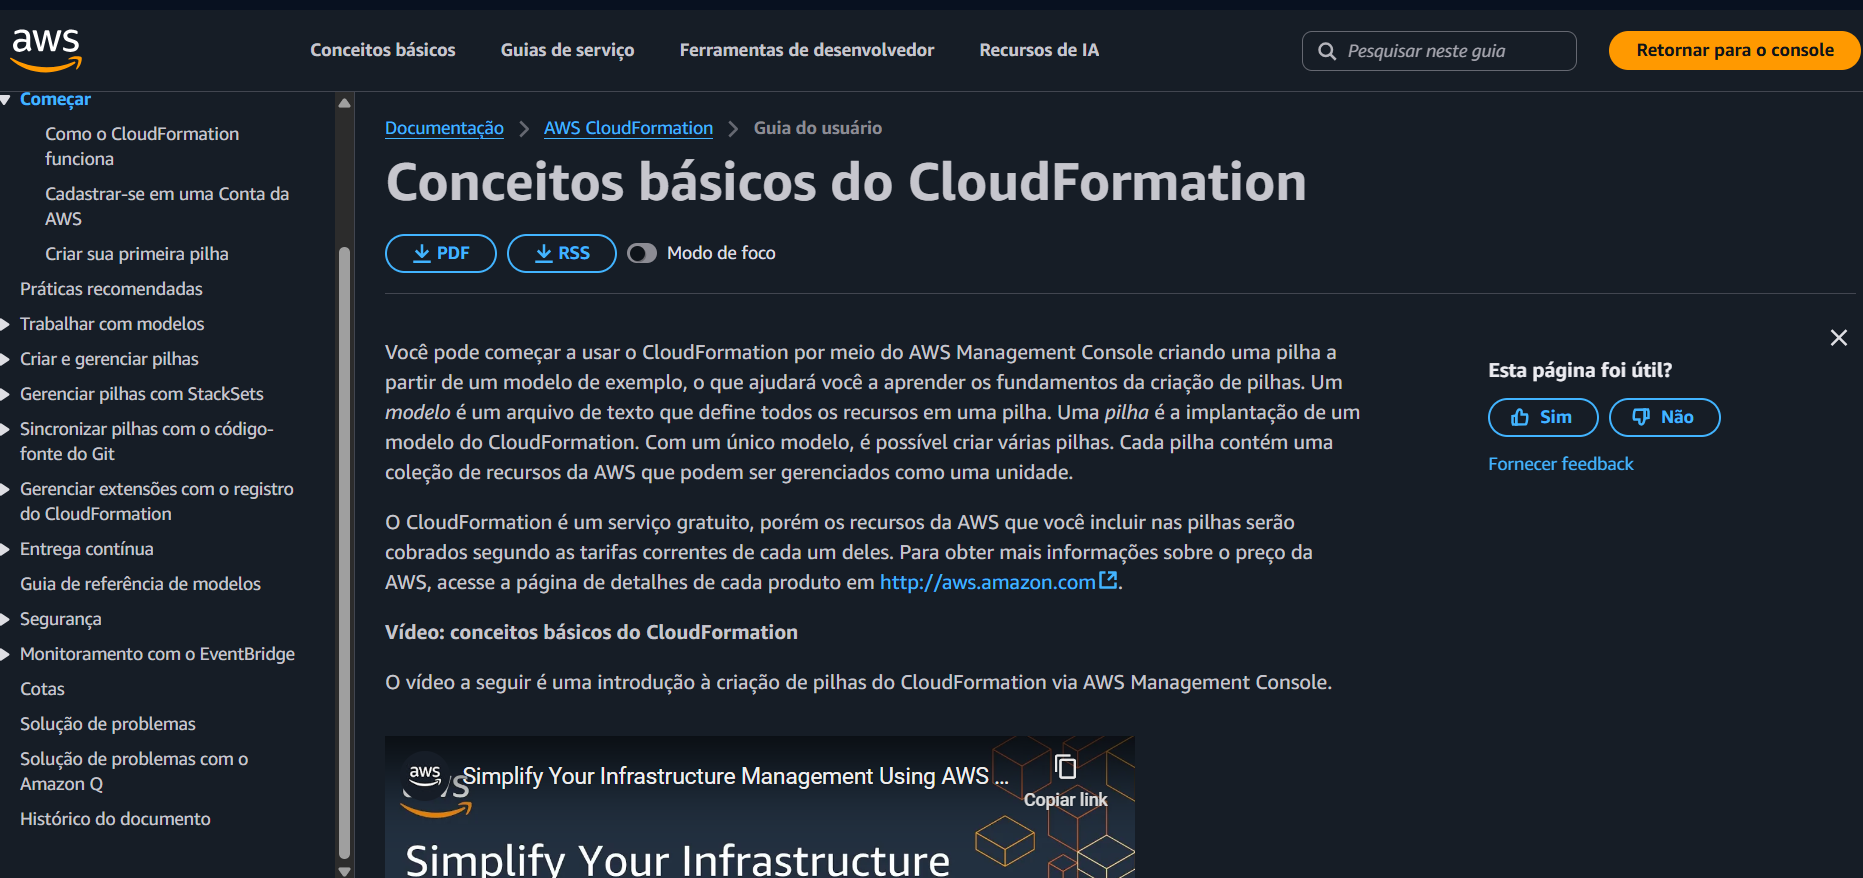 aws
Conceitos básicos
Guias de serviço
Ferramentas de desenvolvedor
Recursos de IA
Pesquisar neste guia
Retornar para o console
Começar
Como o CloudFormation
funciona
Cadastrar-se em uma Conta da
AWS
Criar sua primeira pilha
Práticas recomendadas
Trabalhar com modelos
Criar e gerenciar pilhas
Gerenciar pilhas com StackSets
Sincronizar pilhas com o código-
fonte do Git
Gerenciar extensões com o registro
do CloudFormation
Entrega contínua
Guia de referência de modelos
Segurança
Monitoramento com o EventBridge
Cotas
Solução de problemas
Solução de problemas com o
Amazon Q
Histórico do documento
Documentação
AWS CloudFormation
Guia do usuário
Conceitos básicos do CloudFormation
PDF
RSS
Modo de foco
Você pode começar a usar o CloudFormation por meio do AWS Management Console criando uma pilha a
partir de um modelo de exemplo, o que ajudará você a aprender os fundamentos da criação de pilhas. Um
modelo é um arquivo de texto que define todos os recursos em uma pilha. Uma pilha é a implantação de um
modelo do CloudFormation. Com um único modelo, é possível criar várias pilhas. Cada pilha contém uma
coleção de recursos da AWS que podem ser gerenciados como uma unidade.
O CloudFormation é um serviço gratuito, porém os recursos da AWS que você incluir nas pilhas serão
cobrados segundo as tarifas correntes de cada um deles. Para obter mais informações sobre o preço da
AWS, acesse a página de detalhes de cada produto em http://aws.amazon.com.
Vídeo: conceitos básicos do CloudFormation
O vídeo a seguir é uma introdução à criação de pilhas do CloudFormation via AWS Management Console.
aws
Simplify Your Infrastructure Management Using AWS ...
Copiar link
Simplify Your Infrastructure
Esta página foi útil?
Sim
Não
Fornecer feedback